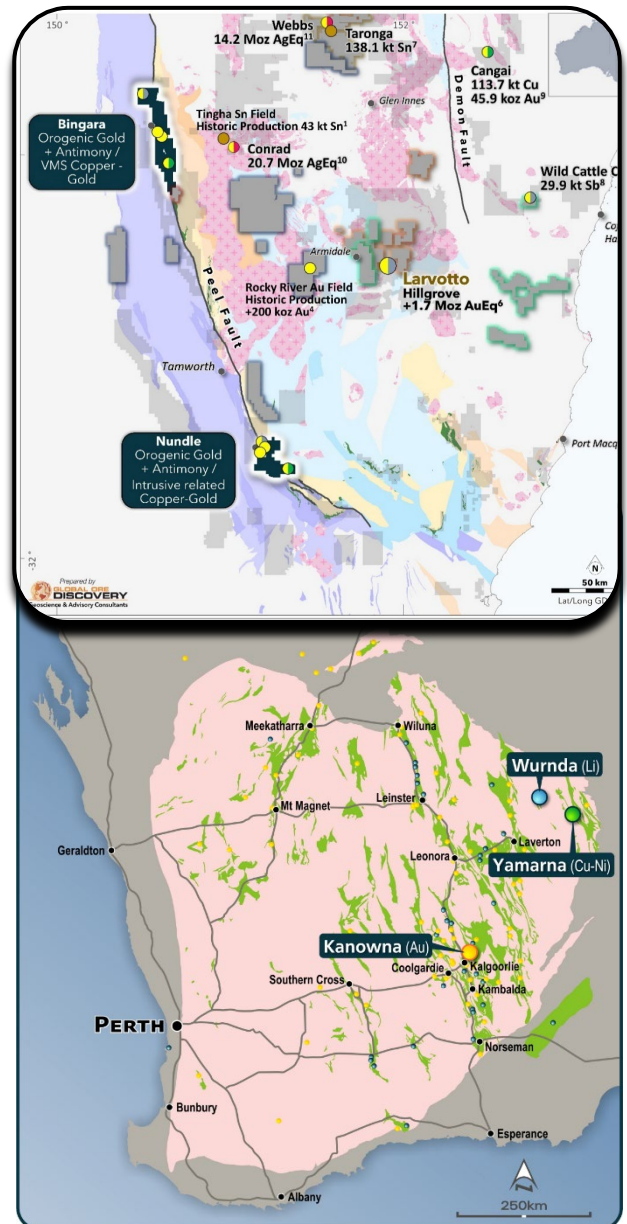 150
152
Webbs
14.2 Moz AgEq11
Taronga
138.1 kt Sn7
Cangai
113.7 kt Cu
45.9 koz Au9
Demon Fault
Glen Innes
Bingara
Orogenic Gold
+ Antimony /
VMS Copper -
Gold
Tingha Sn Field
Historic Production 43 kt Sn1
Conrad
20.7 Moz AgEq10
Wild Cattle C
29.9 kt Sb8
Cof
Ha
Armidale
Larvotto
Hillgrove
+1.7 Moz AuEq6
Rocky River Au Field
Historic Production
+200 koz Au4
Peel Fault
Tamworth
Nundle
Orogenic Gold
+ Antimony /
Intrusive related
Copper-Gold
Port Macq
-32°
N
50 km
Lat/Long GD
Prepared by
GLOBAL ORE
DISCOVERY
Geoscience & Advisory Consultants
Meekatharra
Wiluna
Wurnda (Li)
Leinster
Mt Magnet
Laverton
Geraldton
Leonora
Yamarna (Cu-Ni)
Kanowna (Au)
Coolgardie
Kalgoorlie
Southern Cross
Kambalda
PERTH
Norseman
Bunbury
Esperance
Albany
250km